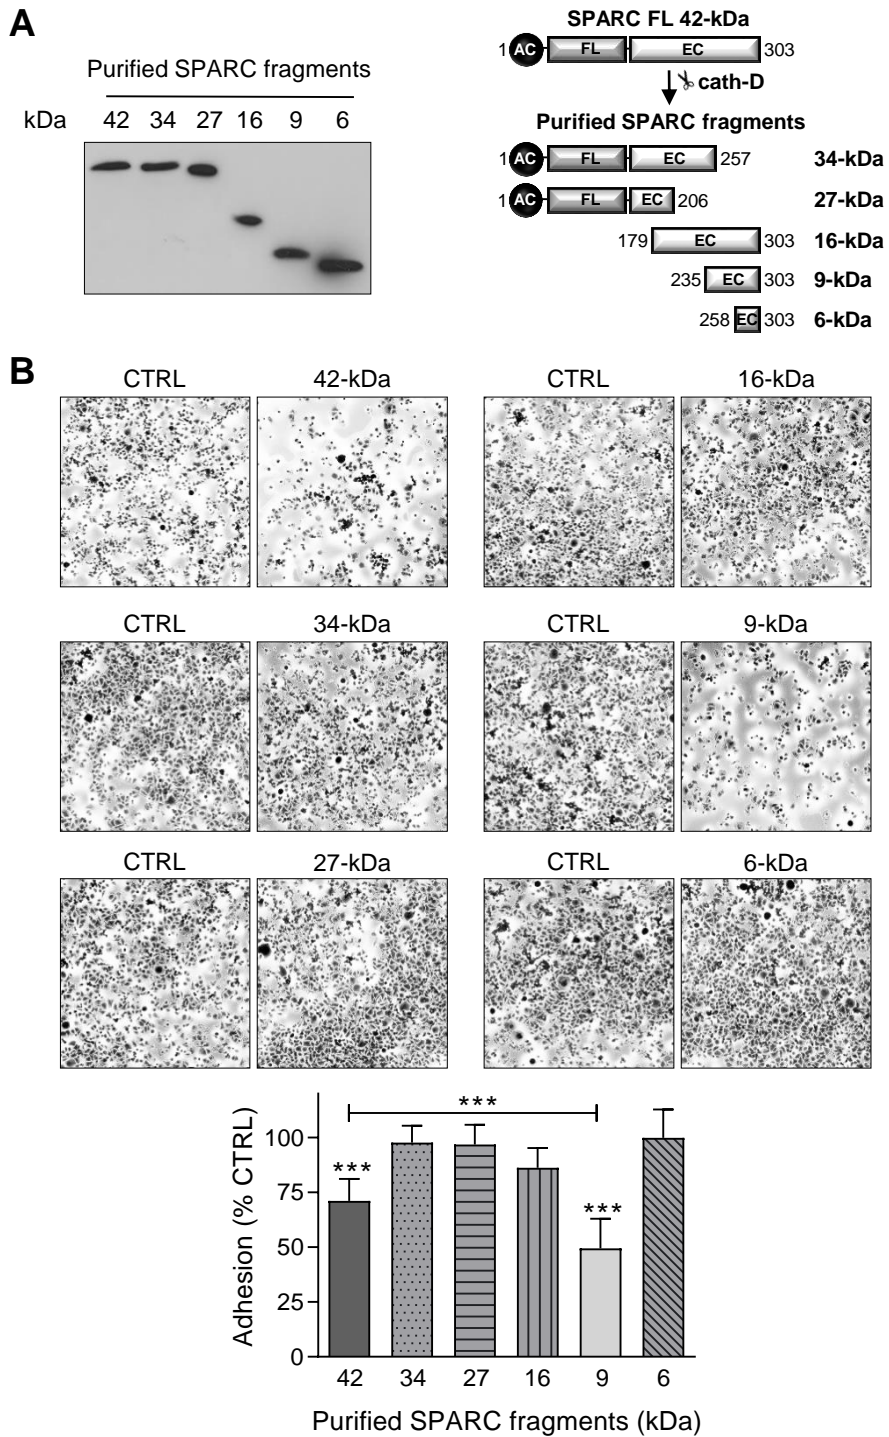 A
Purified SPARC fragments
kDa 42 34 27 16 9 6
SPARC FL 42-kDa
1 AC FL EC 303
cath-D
Purified SPARC fragments
1 AC FL EC 257 34-kDa
1 AC FL EC 206 27-kDa
179 EC 303 16-kDa
235 EC 303 9-kDa
258 EC 303 6-kDa
B
CTRL 42-kDa CTRL 16-kDa
CTRL 34-kDa CTRL 9-kDa
CTRL 27-kDa CTRL 6-kDa
Adhesion (% CTRL)
***
100
***
75
***
50
25
0
42 34 27 16 9 6
Purified SPARC fragments (kDa)